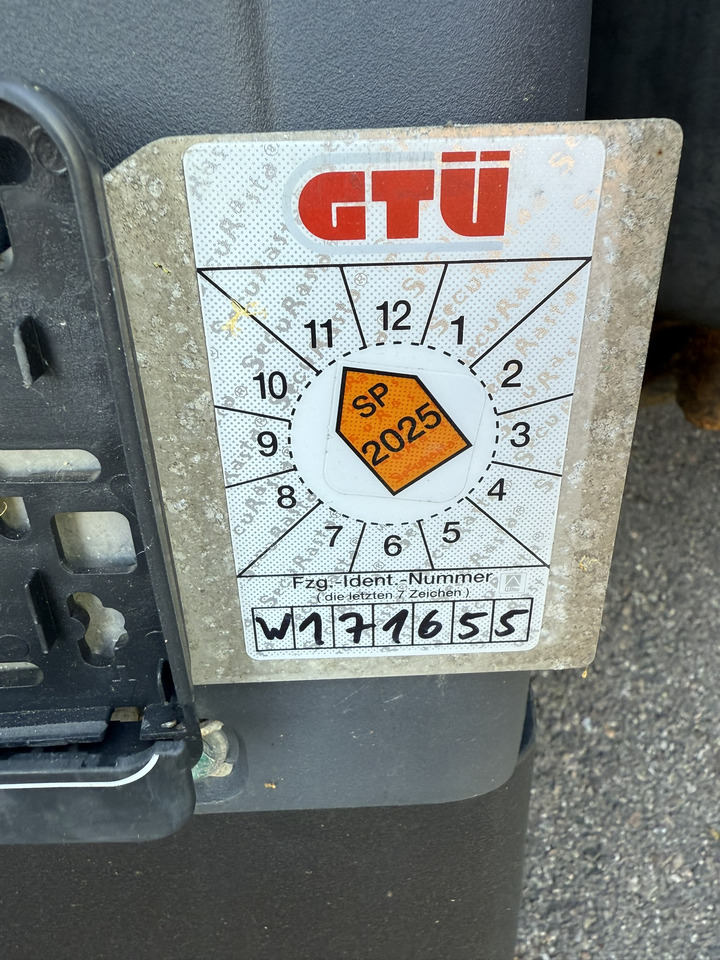 GTÜ
11 12 1
10 2
9 3
8 4
7 6 5
SP
2025
Fzg.-Ident.-Nummer
( die letzten 7 Zeichen )
W171655